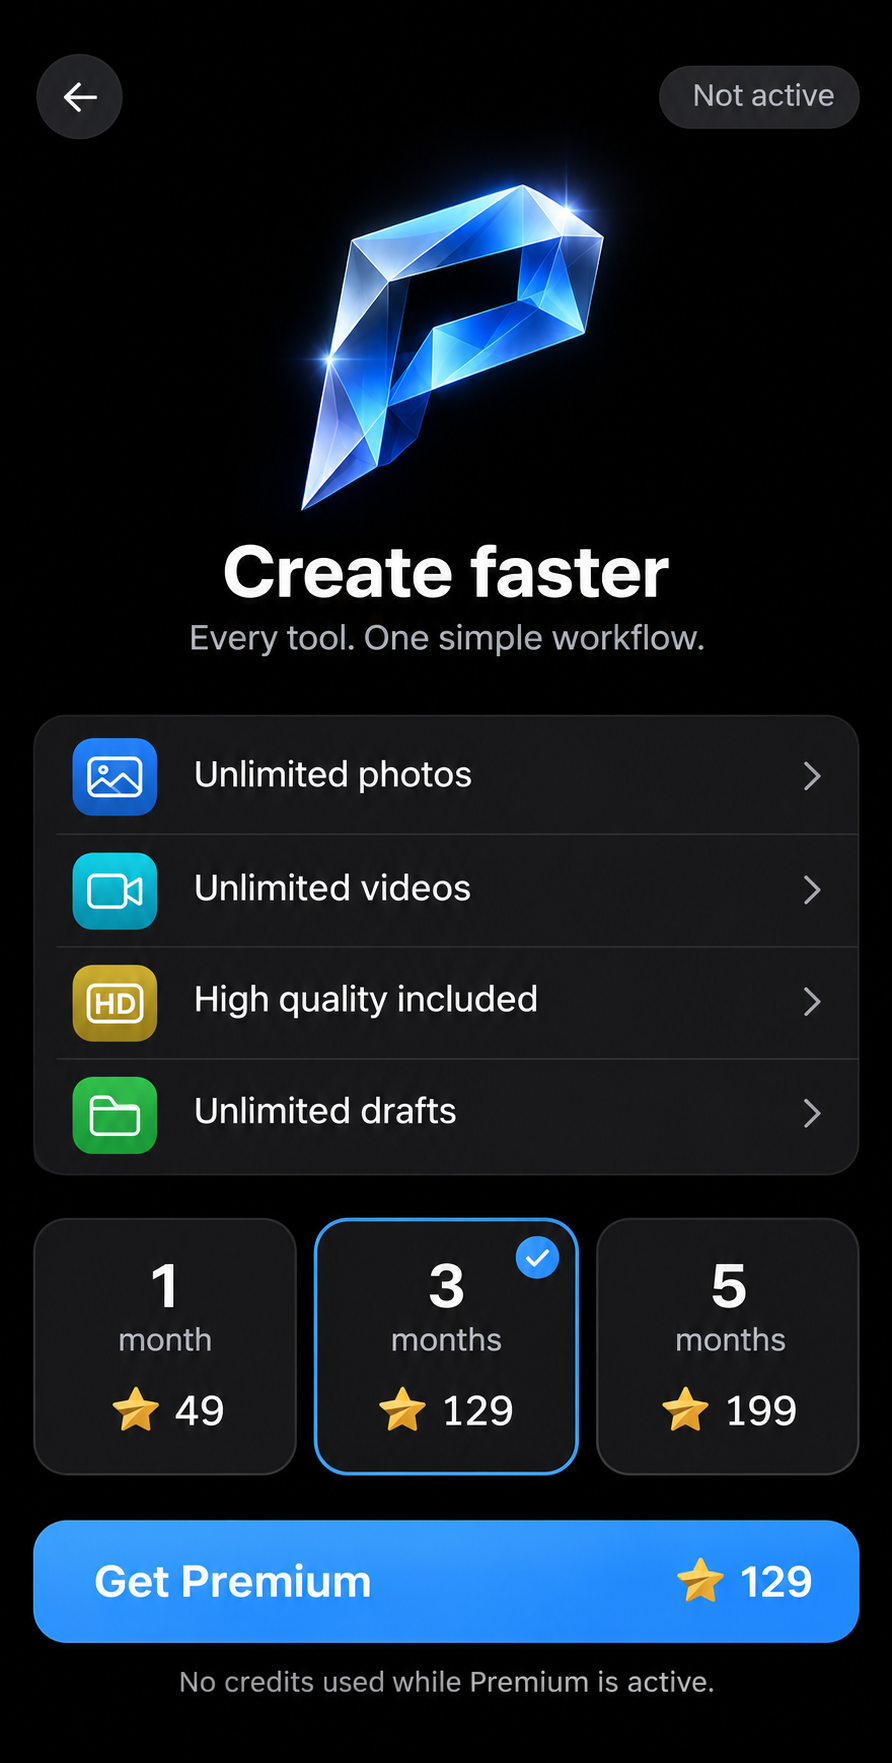 Not active
Create faster
Every tool. One simple workflow.
Unlimited photos
Unlimited videos
HD
High quality included
Unlimited drafts
1
month
49
3
months
129
5
months
199
Get Premium
129
No credits used while Premium is active.